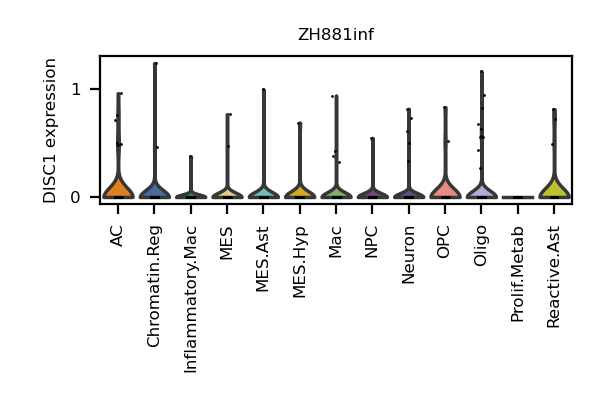 ZH881inf
DISC1 expression
1
0
AC
Chromatin.Reg
Inflammatory.Mac
MES
MES.Ast
MES.Hyp
Mac
NPC
Neuron
OPC
Oligo
Prolif.Metab
Reactive.Ast